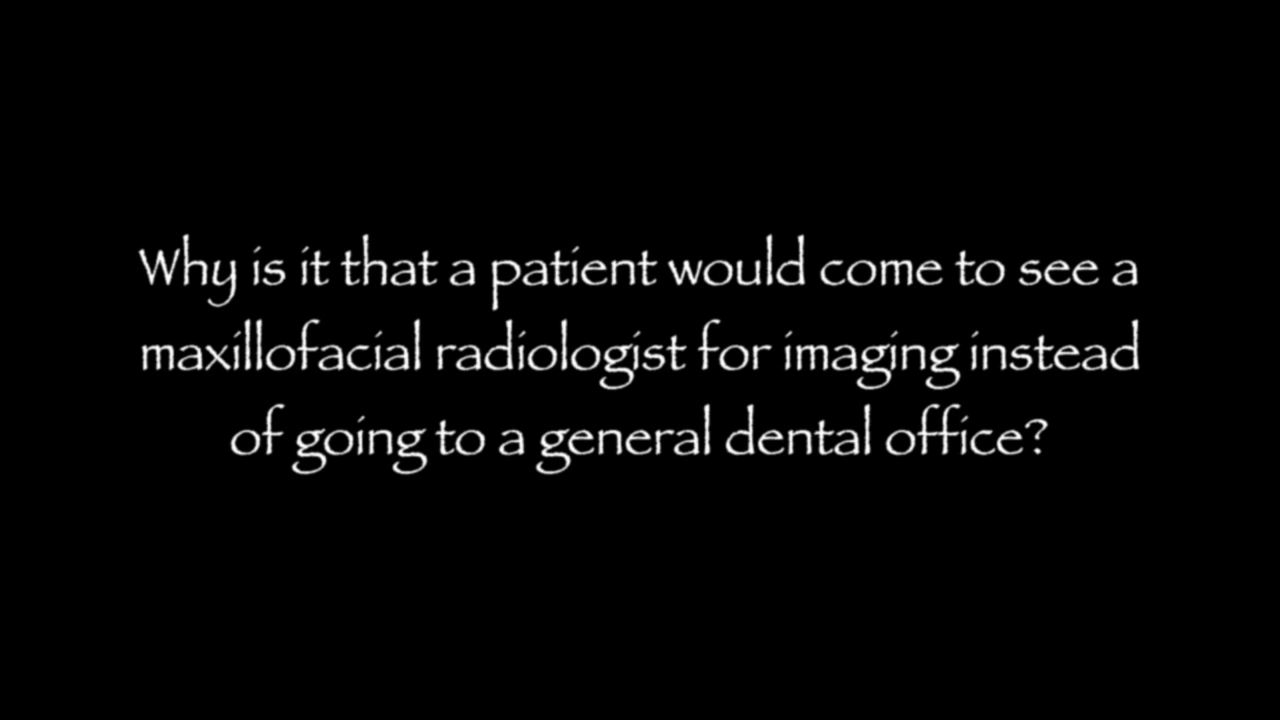 Why is it that a patient would come to see a
maxillofacial radiologist for imaging instead
of going to a general dental office?